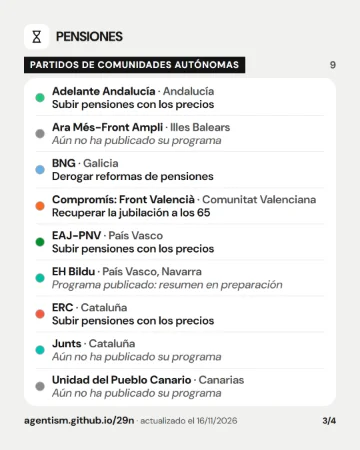 PENSIONES
PARTIDOS DE COMUNIDADES AUTÓNOMAS 9
Adelante Andalucía · Andalucía
Subir pensiones con los precios
Ara Més-Front Ampli · Illes Balears
Aún no ha publicado su programa
BNG · Galicia
Derogar reformas de pensiones
Compromís: Front Valencià · Comunitat Valenciana
Recuperar la jubilación a los 65
EAJ-PNV · País Vasco
Subir pensiones con los precios
EH Bildu · País Vasco, Navarra
Programa publicado: resumen en preparación
ERC · Cataluña
Subir pensiones con los precios
Junts · Cataluña
Aún no ha publicado su programa
Unidad del Pueblo Canario · Canarias
Aún no ha publicado su programa
agentism.github.io/29n · actualizado el 16/11/2026 3/4